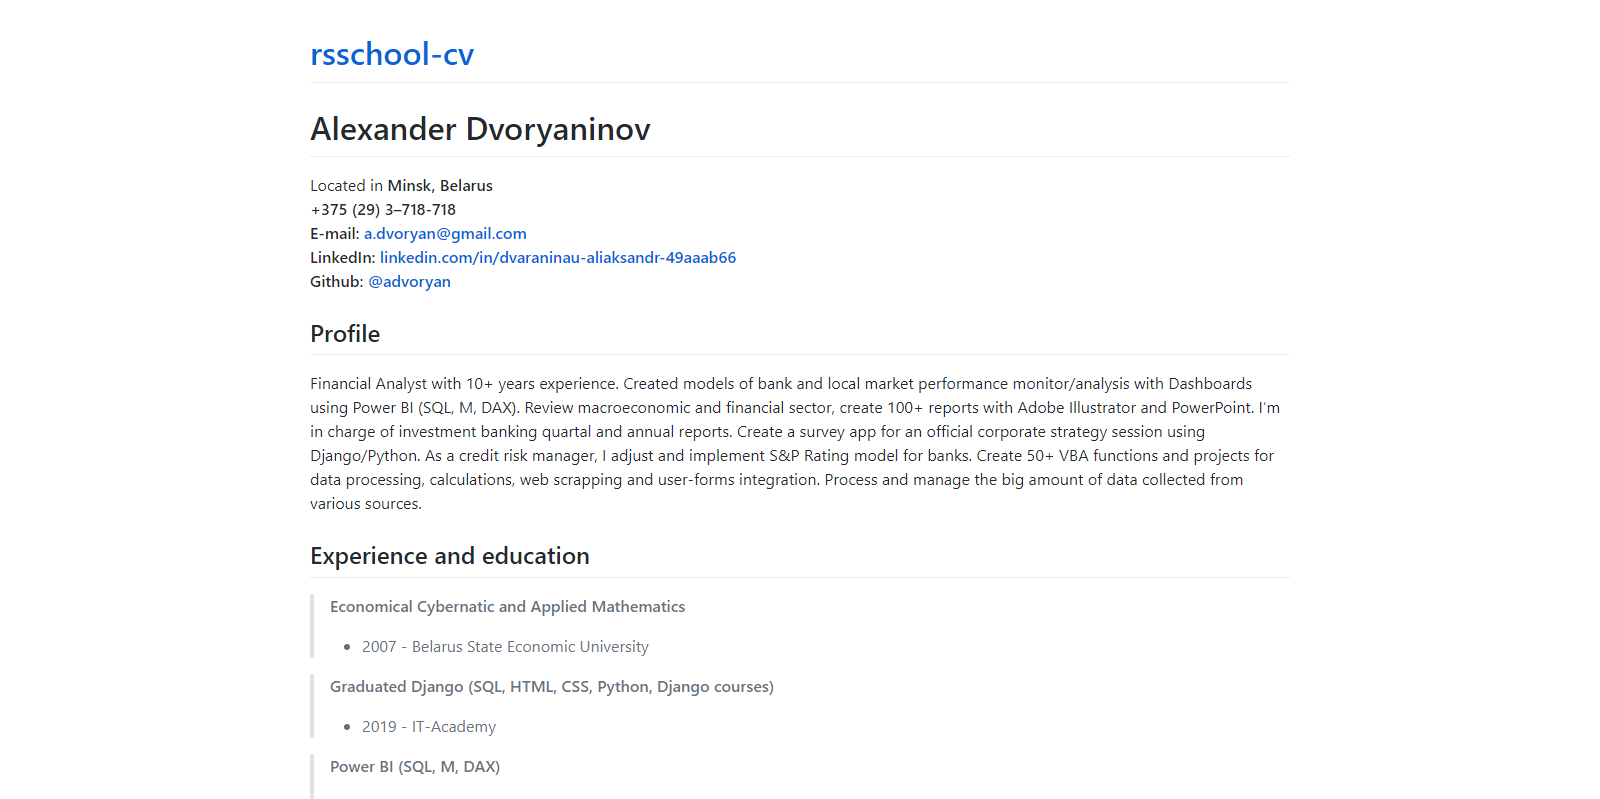 rsschool-cv
Alexander Dvoryaninov
Located in Minsk, Belarus
+375 (29) 3–718-718
E-mail: a.dvoryan@gmail.com
LinkedIn: linkedin.com/in/dvaraninau-aliaksandr-49aaab66
Github: @advoryan
Profile
Financial Analyst with 10+ years experience. Created models of bank and local market performance monitor/analysis with Dashboards
using Power BI (SQL, M, DAX). Review macroeconomic and financial sector, create 100+ reports with Adobe Illustrator and PowerPoint. I’m
in charge of investment banking quartal and annual reports. Create a survey app for an official corporate strategy session using
Django/Python. As a credit risk manager, I adjust and implement S&P Rating model for banks. Create 50+ VBA functions and projects for
data processing, calculations, web scrapping and user-forms integration. Process and manage the big amount of data collected from
various sources.
Experience and education
Economical Cybernatic and Applied Mathematics
• 2007 - Belarus State Economic University
Graduated Django (SQL, HTML, CSS, Python, Django courses)
• 2019 - IT-Academy
Power BI (SQL, M, DAX)